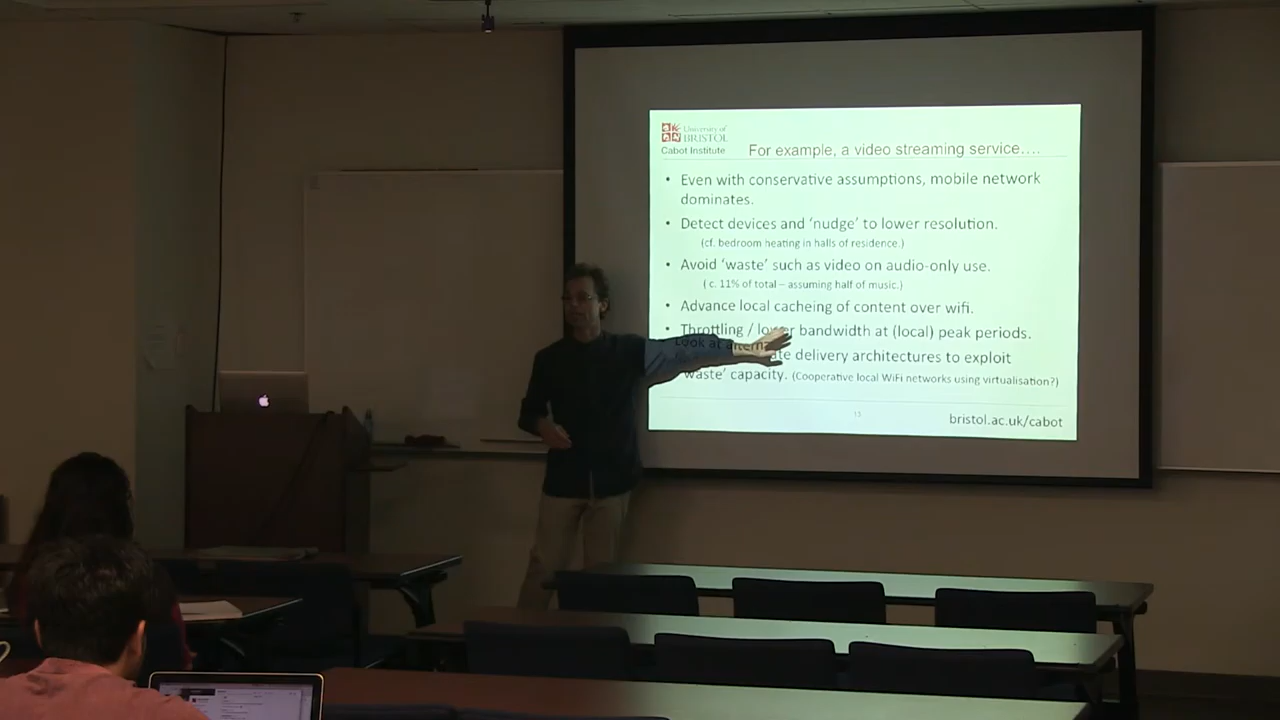 University of
BRISTOL
Cabot Institute
For example, a video streaming service….
• Even with conservative assumptions, mobile network
dominates.
• Detect devices and ‘nudge’ to lower resolution.
(cf. bedroom heating in halls of residence.)
• Avoid ‘waste’ such as video on audio-only use.
( c. 11% of total – assuming half of music.)
• Advance local cacheing of content over wifi.
• Throttling / lower bandwidth at (local) peak periods.
Look at delivery architectures to exploit
‘waste’ capacity. (Cooperative local WiFi networks using virtualisation?)
bristol.ac.uk/cabot